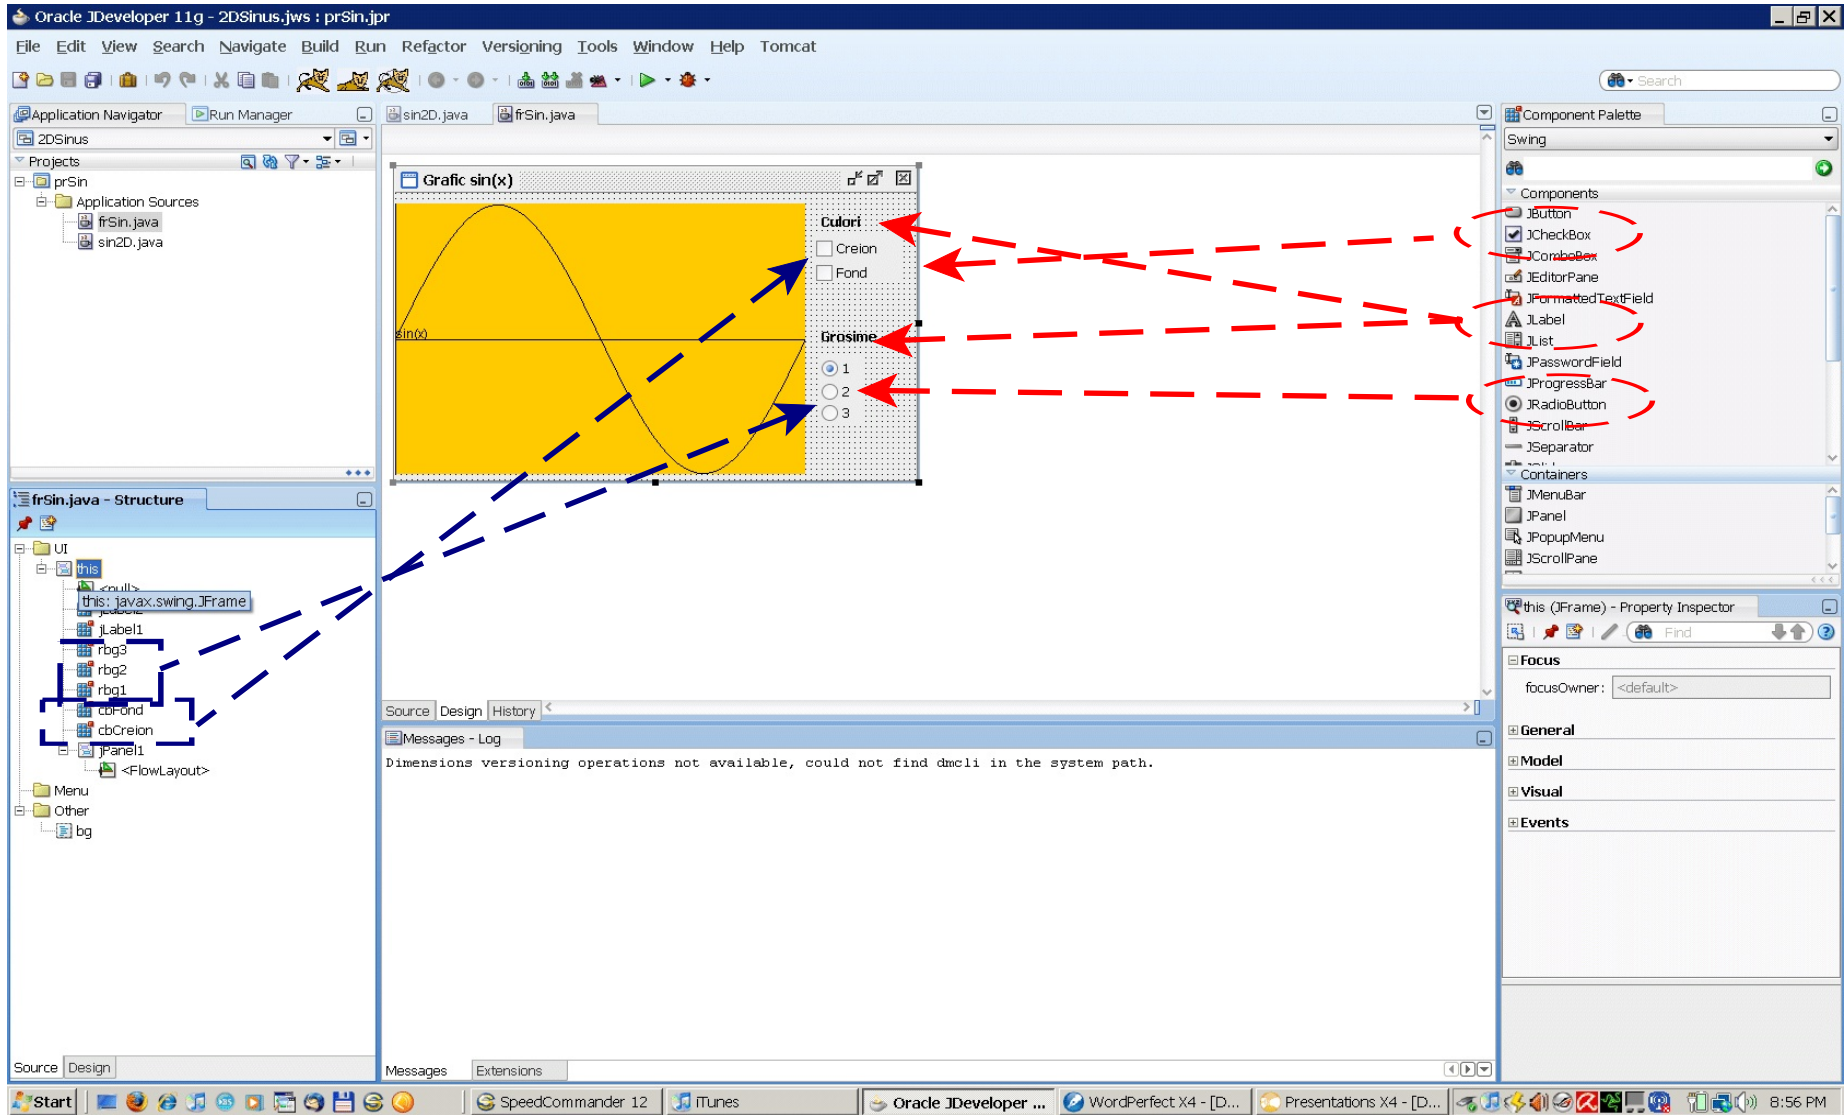 Oracle JDeveloper 11g - 2DSinus.jws : prSin.jpr
File Edit View Search Navigate Build Run Refactor Versioning Tools Window Help Tomcat
Search
Application Navigator
Run Manager
2DSinus
Projects
prSin
Application Sources
frSin.java
sin2D.java
frSin.java - Structure
UI
this
<null>
this: javax.swing.JFrame
jLabel2
jLabel1
rbg3
rbg2
rbg1
cbFond
cbCreion
jPanel1
<FlowLayout>
Menu
Other
bg
Source Design
sin2D.java
frSin.java
Grafic sin(x)
sin(x)
Culori
Creion
Fond
Grosime
1
2
3
Source Design History
Messages - Log
Dimensions versioning operations not available, could not find dmcli in the system path.
Messages Extensions
Component Palette
Swing
Components
JButton
JCheckBox
JComboBox
JEditorPane
JFormattedTextField
JLabel
JList
JPasswordField
JProgressBar
JRadioButton
JScrollBar
JSeparator
Containers
JMenuBar
JPanel
JPopupMenu
JScrollPane
this (JFrame) - Property Inspector
Find
Focus
focusOwner: <default>
General
Model
Visual
Events
Start
SpeedCommander 12
iTunes
Oracle JDeveloper ...
WordPerfect X4 - [D...
Presentations X4 - [D...
8:56 PM